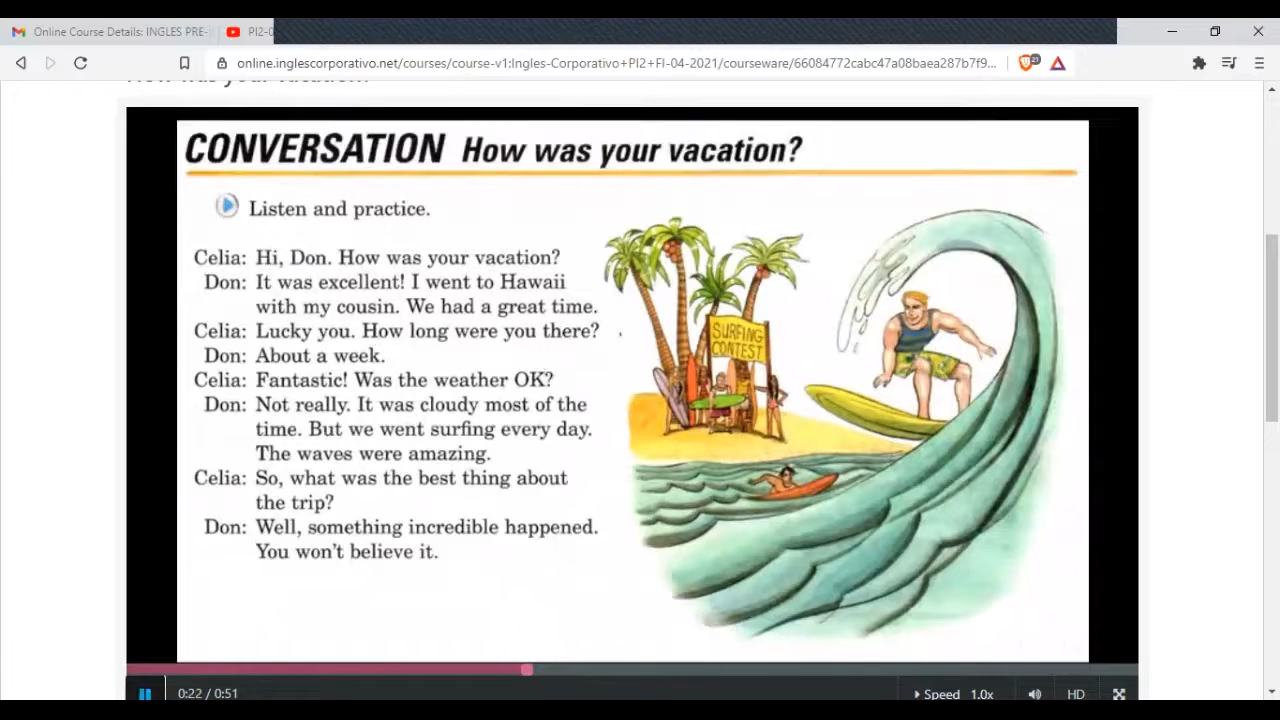 Online Course Details: INGLES PRE-
PI2-0
online.inglescorporativo.net/courses/course-v1:Ingles-Corporativo+PI2+FI-04-2021/courseware/66084772cabc47a08baea287b7f9...
21
CONVERSATION How was your vacation?
Listen and practice.
Celia: Hi, Don. How was your vacation?
Don: It was excellent! I went to Hawaii
with my cousin. We had a great time.
Celia: Lucky you. How long were you there?
Don: About a week.
Celia: Fantastic! Was the weather OK?
Don: Not really. It was cloudy most of the
time. But we went surfing every day.
The waves were amazing.
Celia: So, what was the best thing about
the trip?
Don: Well, something incredible happened.
You won't believe it.
SURFING
CONTEST
0:22 / 0:51
Speed 1.0x
HD